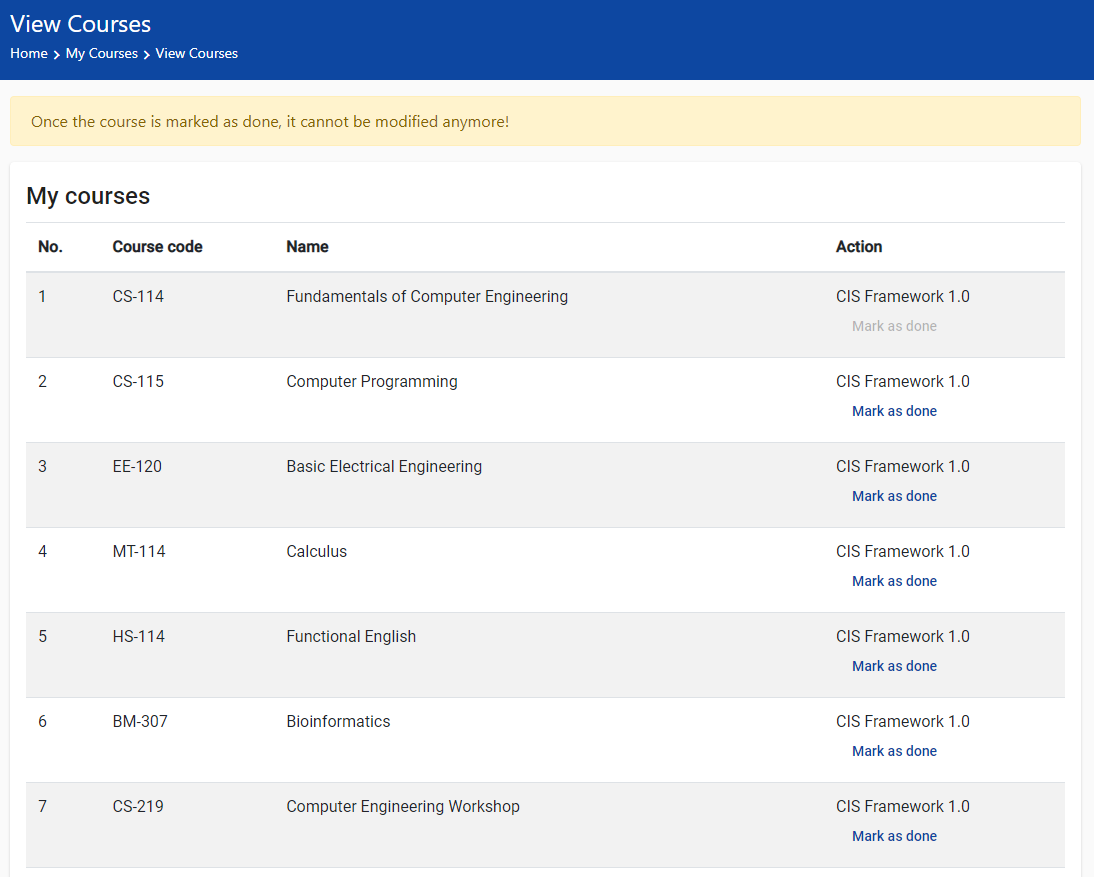 View Courses
Home > My Courses > View Courses
Once the course is marked as done, it cannot be modified anymore!
My courses
No. Course code Name Action
1 CS-114 Fundamentals of Computer Engineering CIS Framework 1.0
Mark as done
2 CS-115 Computer Programming CIS Framework 1.0
Mark as done
3 EE-120 Basic Electrical Engineering CIS Framework 1.0
Mark as done
4 MT-114 Calculus CIS Framework 1.0
Mark as done
5 HS-114 Functional English CIS Framework 1.0
Mark as done
6 BM-307 Bioinformatics CIS Framework 1.0
Mark as done
7 CS-219 Computer Engineering Workshop CIS Framework 1.0
Mark as done